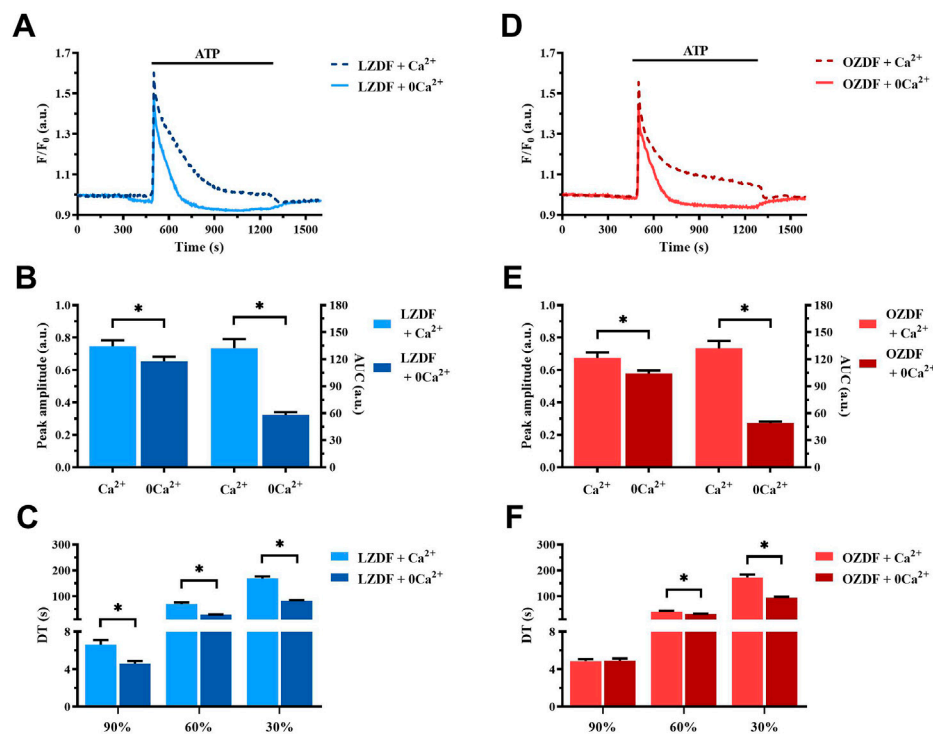 A
ATP
1.7
1.5
1.3
1.1
0.9
F/F0 (a.u.)
0 300 600 900 1200 1500
Time (s)
LZDF + Ca2+
LZDF + 0Ca2+
D
ATP
1.7
1.5
1.3
1.1
0.9
F/F0 (a.u.)
0 300 600 900 1200 1500
Time (s)
OZDF + Ca2+
OZDF + 0Ca2+
B
1.0
0.8
0.6
0.4
0.2
0.0
Peak amplitude (a.u.)
* *
180
150
120
90
60
30
0
AUC (a.u.)
Ca2+ 0Ca2+ Ca2+ 0Ca2+
LZDF
+ Ca2+
LZDF
+ 0Ca2+
E
1.0
0.8
0.6
0.4
0.2
0.0
Peak amplitude (a.u.)
* *
180
150
120
90
60
30
0
AUC (a.u.)
Ca2+ 0Ca2+ Ca2+ 0Ca2+
OZDF
+ Ca2+
OZDF
+ 0Ca2+
C
300
200
100
8
4
0
DT (s)
* * *
90% 60% 30%
LZDF + Ca2+
LZDF + 0Ca2+
F
300
200
100
8
4
0
DT (s)
* *
90% 60% 30%
OZDF + Ca2+
OZDF + 0Ca2+